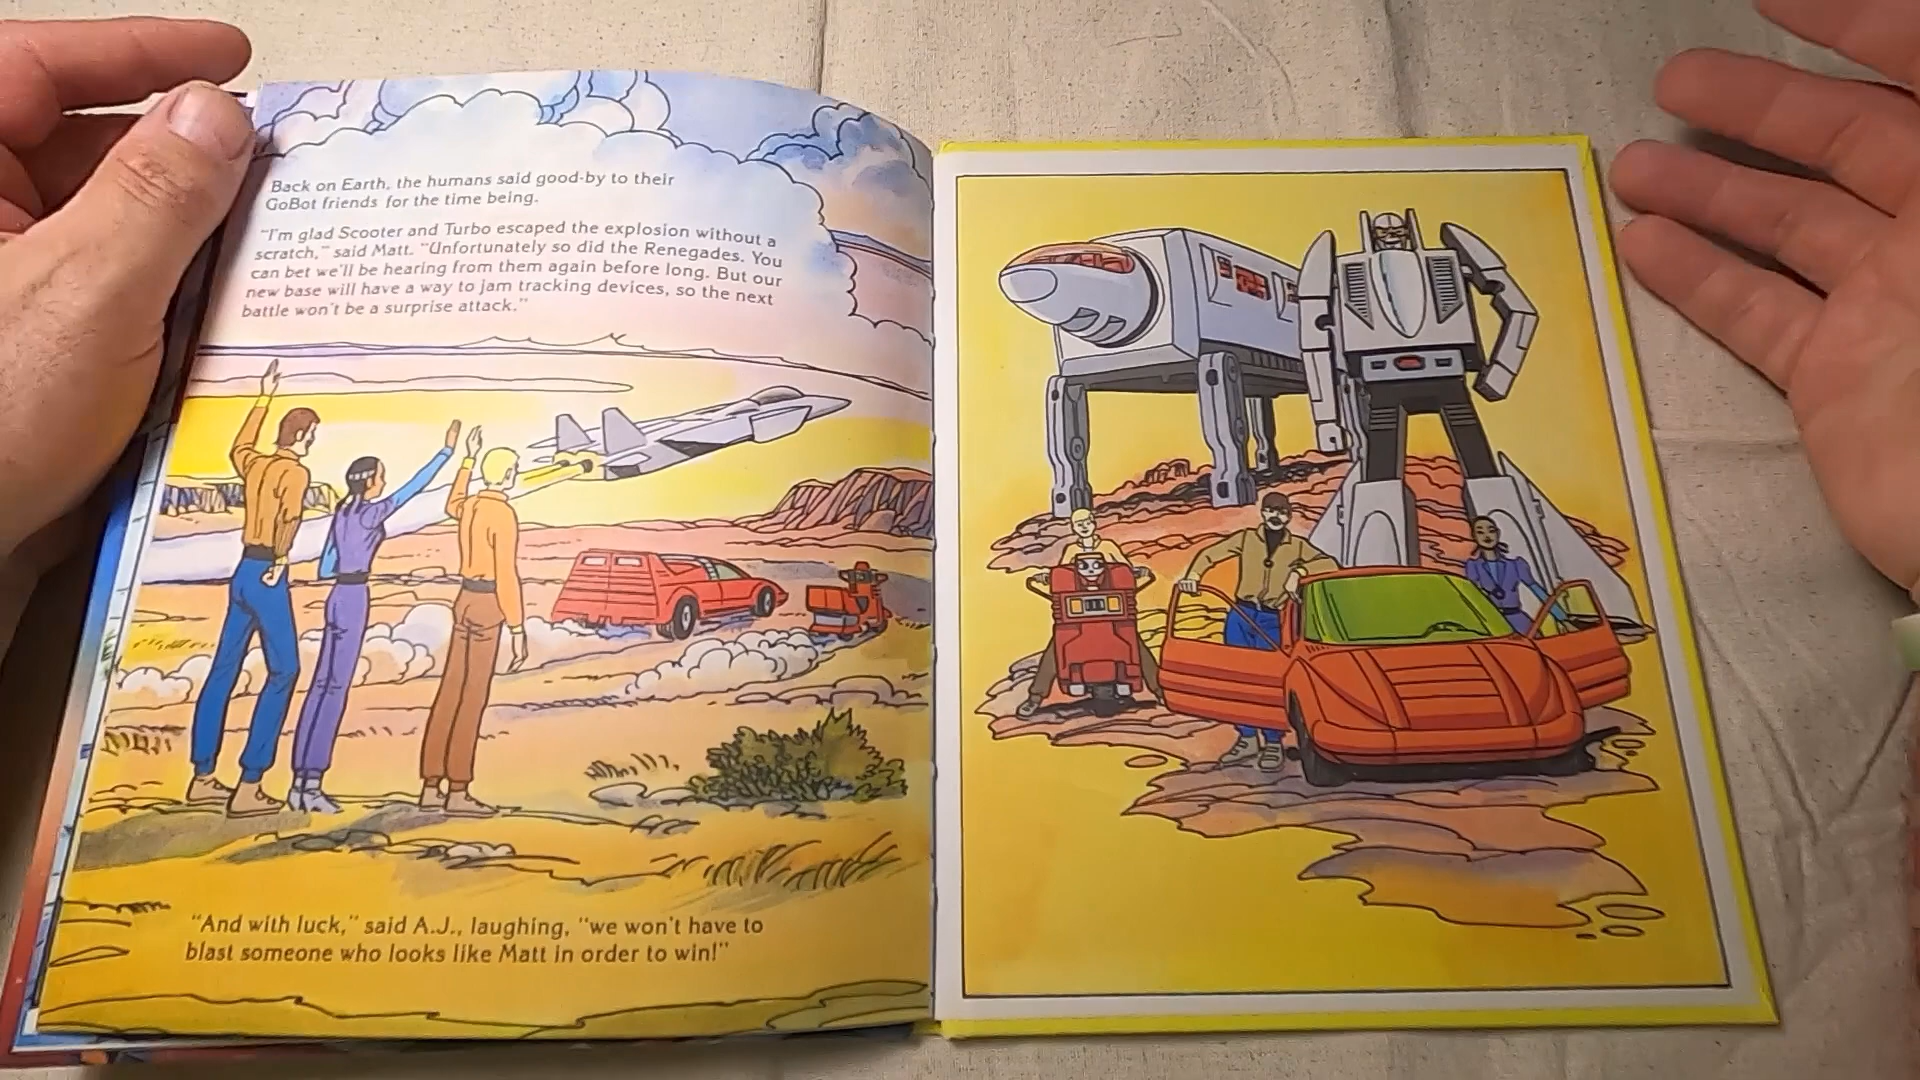 Back on Earth, the humans said good-by to their
GoBot friends for the time being.
"I'm glad Scooter and Turbo escaped the explosion without a
scratch," said Matt. "Unfortunately so did the Renegades. You
can bet we'll be hearing from them again before long. But our
new base will have a way to jam tracking devices, so the next
battle won't be a surprise attack."
"And with luck," said A.J., laughing, "we won't have to
blast someone who looks like Matt in order to win!"